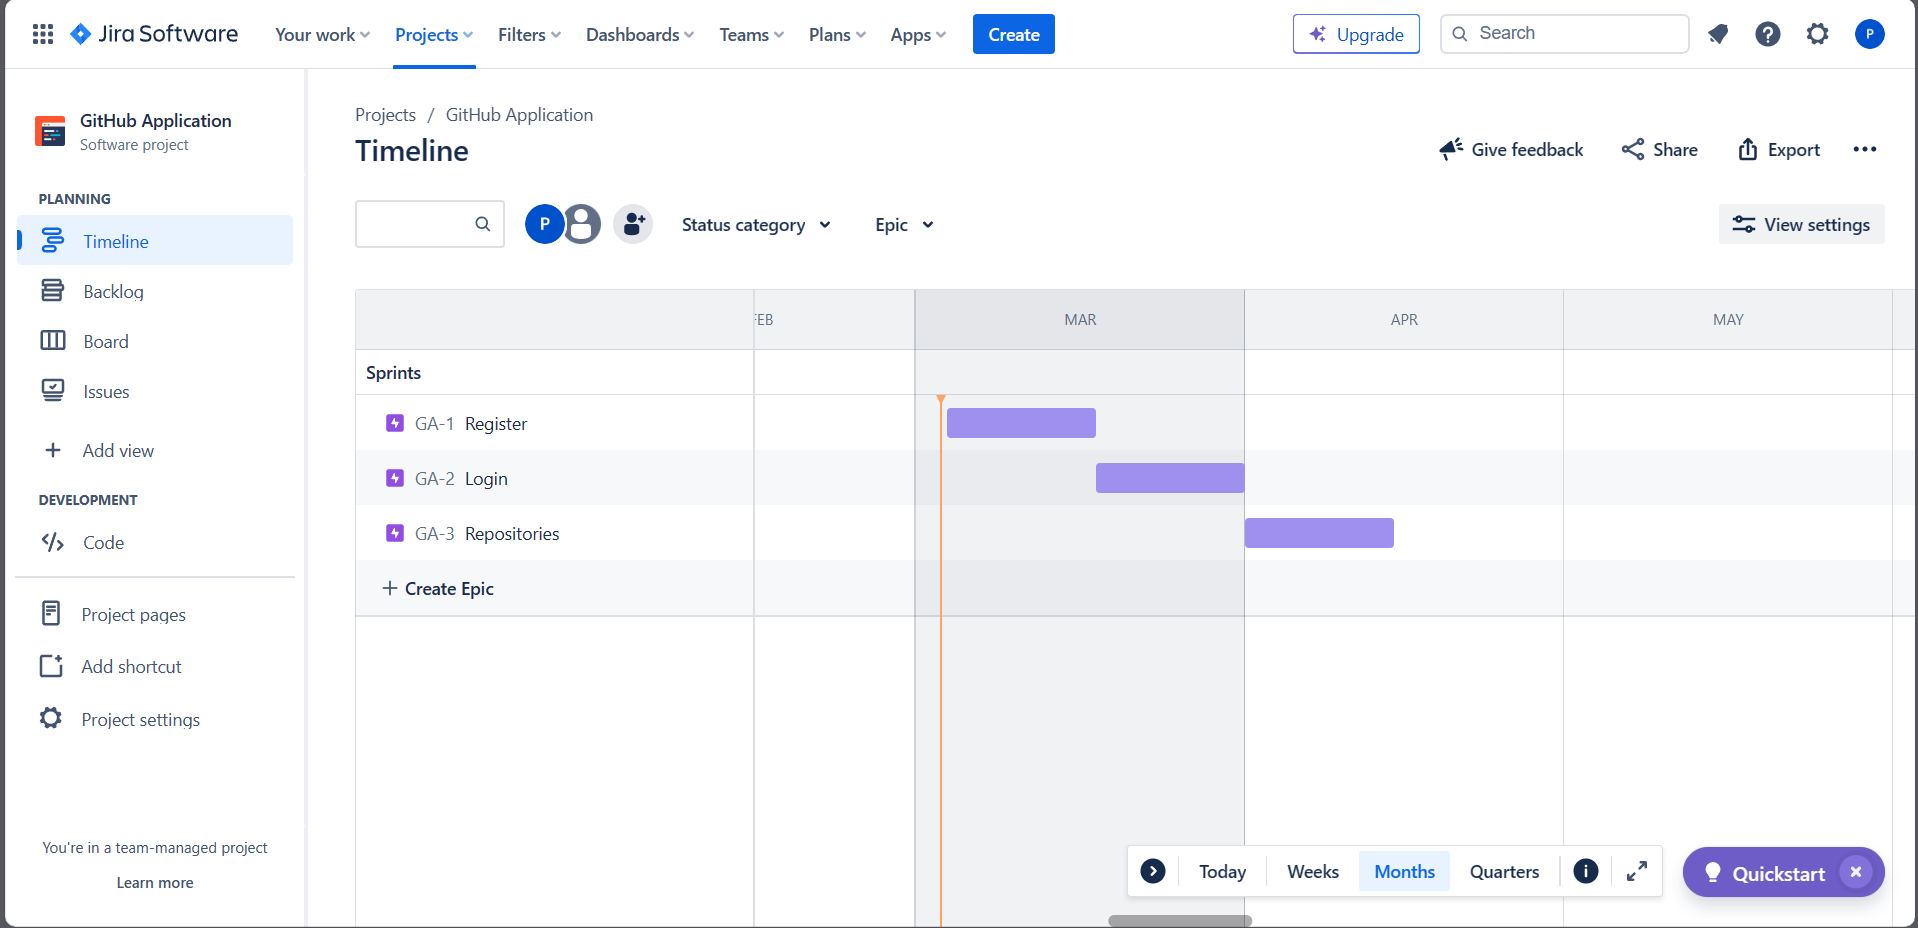 Jira Software
Your work
Projects
Filters
Dashboards
Teams
Plans
Apps
Create
Upgrade
Search
P
GitHub Application
Software project
PLANNING
Timeline
Backlog
Board
Issues
Add view
DEVELOPMENT
Code
Project pages
Add shortcut
Project settings
You're in a team-managed project
Learn more
Projects / GitHub Application
Timeline
Give feedback
Share
Export
P
Status category
Epic
View settings
FEB
MAR
APR
MAY
Sprints
GA-1 Register
GA-2 Login
GA-3 Repositories
+ Create Epic
Today
Weeks
Months
Quarters
Quickstart